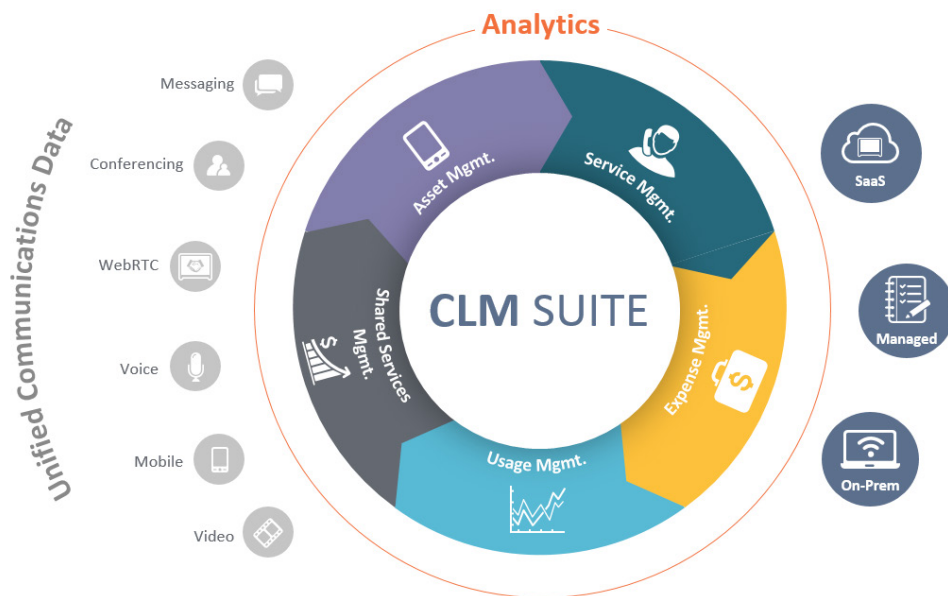 Analytics
Unified Communications Data
Messaging
Conferencing
WebRTC
Voice
Mobile
Video
Asset Mgmt.
Service Mgmt.
Expense Mgmt.
Usage Mgmt.
Shared Services
Mgmt.
CLM SUITE
SaaS
Managed
On-Prem